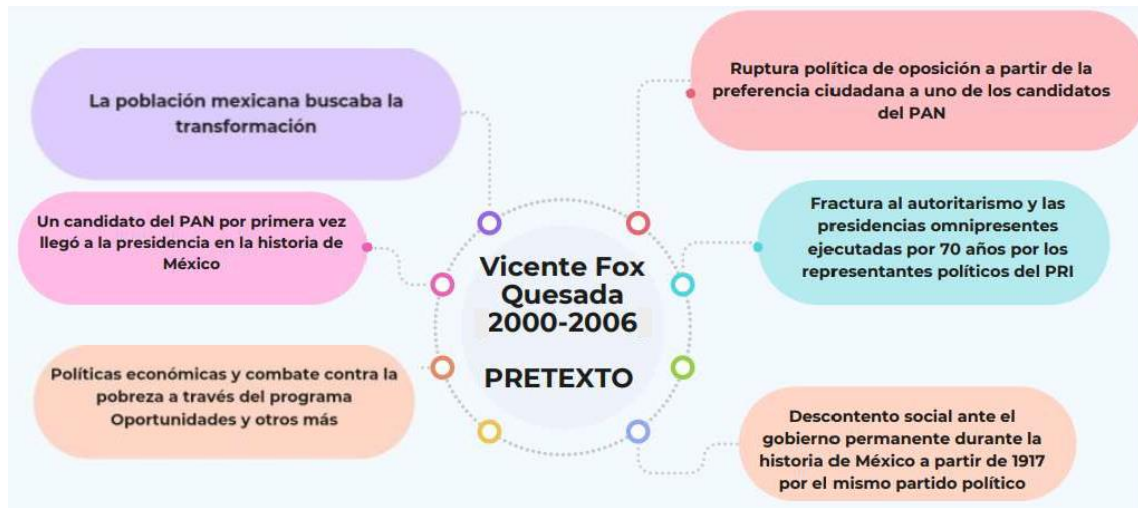 La población mexicana buscaba la
transformación
Un candidato del PAN por primera vez
llegó a la presidencia en la historia de
México
Políticas económicas y combate contra la
pobreza a través del programa
Oportunidades y otros más
Vicente Fox
Quesada
2000-2006
PRETEXTO
Ruptura política de oposición a partir de la
preferencia ciudadana a uno de los candidatos
del PAN
Fractura al autoritarismo y las
presidencias omnipresentes
ejecutadas por 70 años por los
representantes políticos del PRI
Descontento social ante el
gobierno permanente durante la
historia de México a partir de 1917
por el mismo partido político